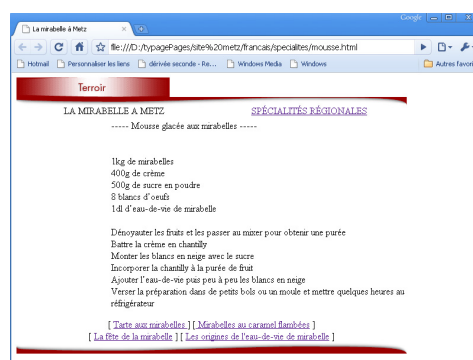 Google
La mirabelle à Metz
file:///D:/typagePages/site%20metz/francais/specialites/mousse.html
Hotmail Personnaliser les liens dérivée seconde - Re... Windows Media Windows Autres favori
Terroir
LA MIRABELLE A METZ SPÉCIALITÉS RÉGIONALES
----- Mousse glacée aux mirabelles -----
1kg de mirabelles
400g de crème
500g de sucre en poudre
8 blancs d'oeufs
1dl d'eau-de-vie de mirabelle
Dénoyauter les fruits et les passer au mixer pour obtenir une purée
Battre la crème en chantilly
Monter les blancs en neige avec le sucre
Incorporer la chantilly à la purée de fruit
Ajouter l'eau-de-vie puis peu à peu les blancs en neige
Verser la préparation dans de petits bols ou un moule et mettre quelques heures au
réfrigérateur
[ Tarte aux mirabelles ] [ Mirabelles au caramel flambées ]
[ La fête de la mirabelle ] [ Les origines de l'eau-de-vie de mirabelle ]